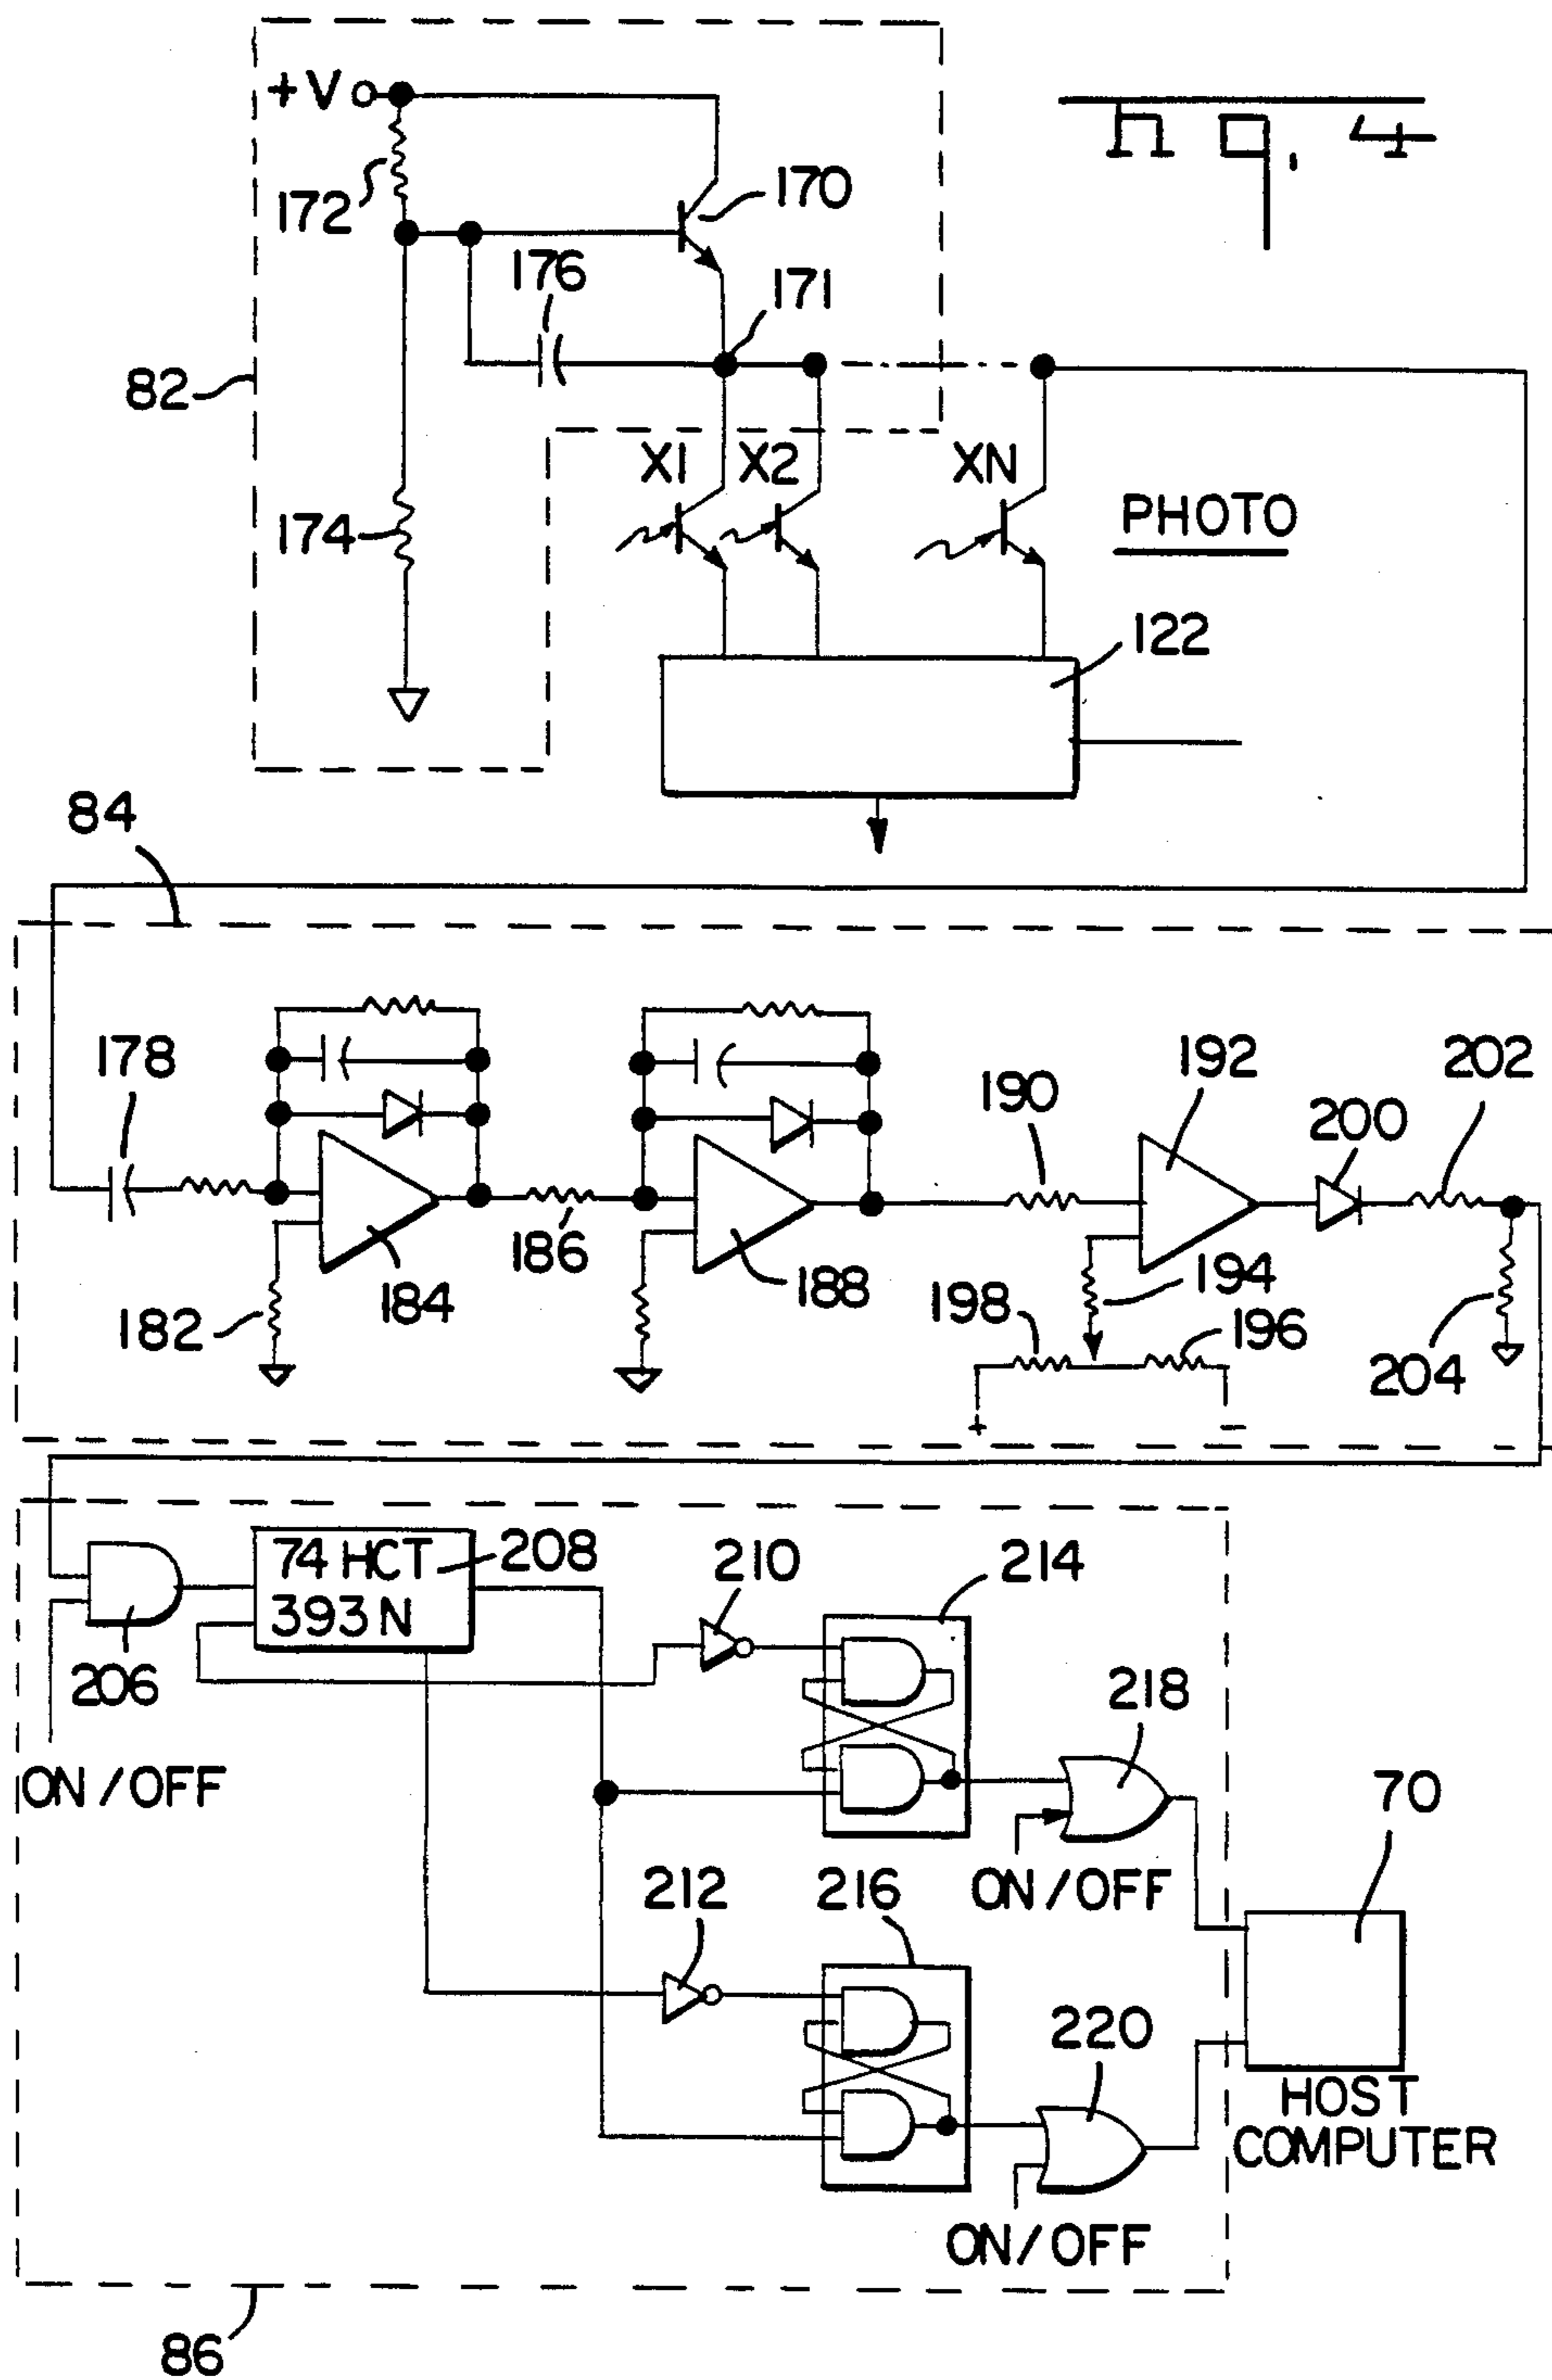 +V
Fig. 4
172
170
176
171
82
X1 X2 XN
174
PHOTO
122
84
178
190
192
202
200
186
188
184
182
198
194
196
204
74 HCT
393 N
208
210
214
206
218
ON/OFF
70
212
216
ON/OFF
220
HOST
COMPUTER
ON/OFF
86